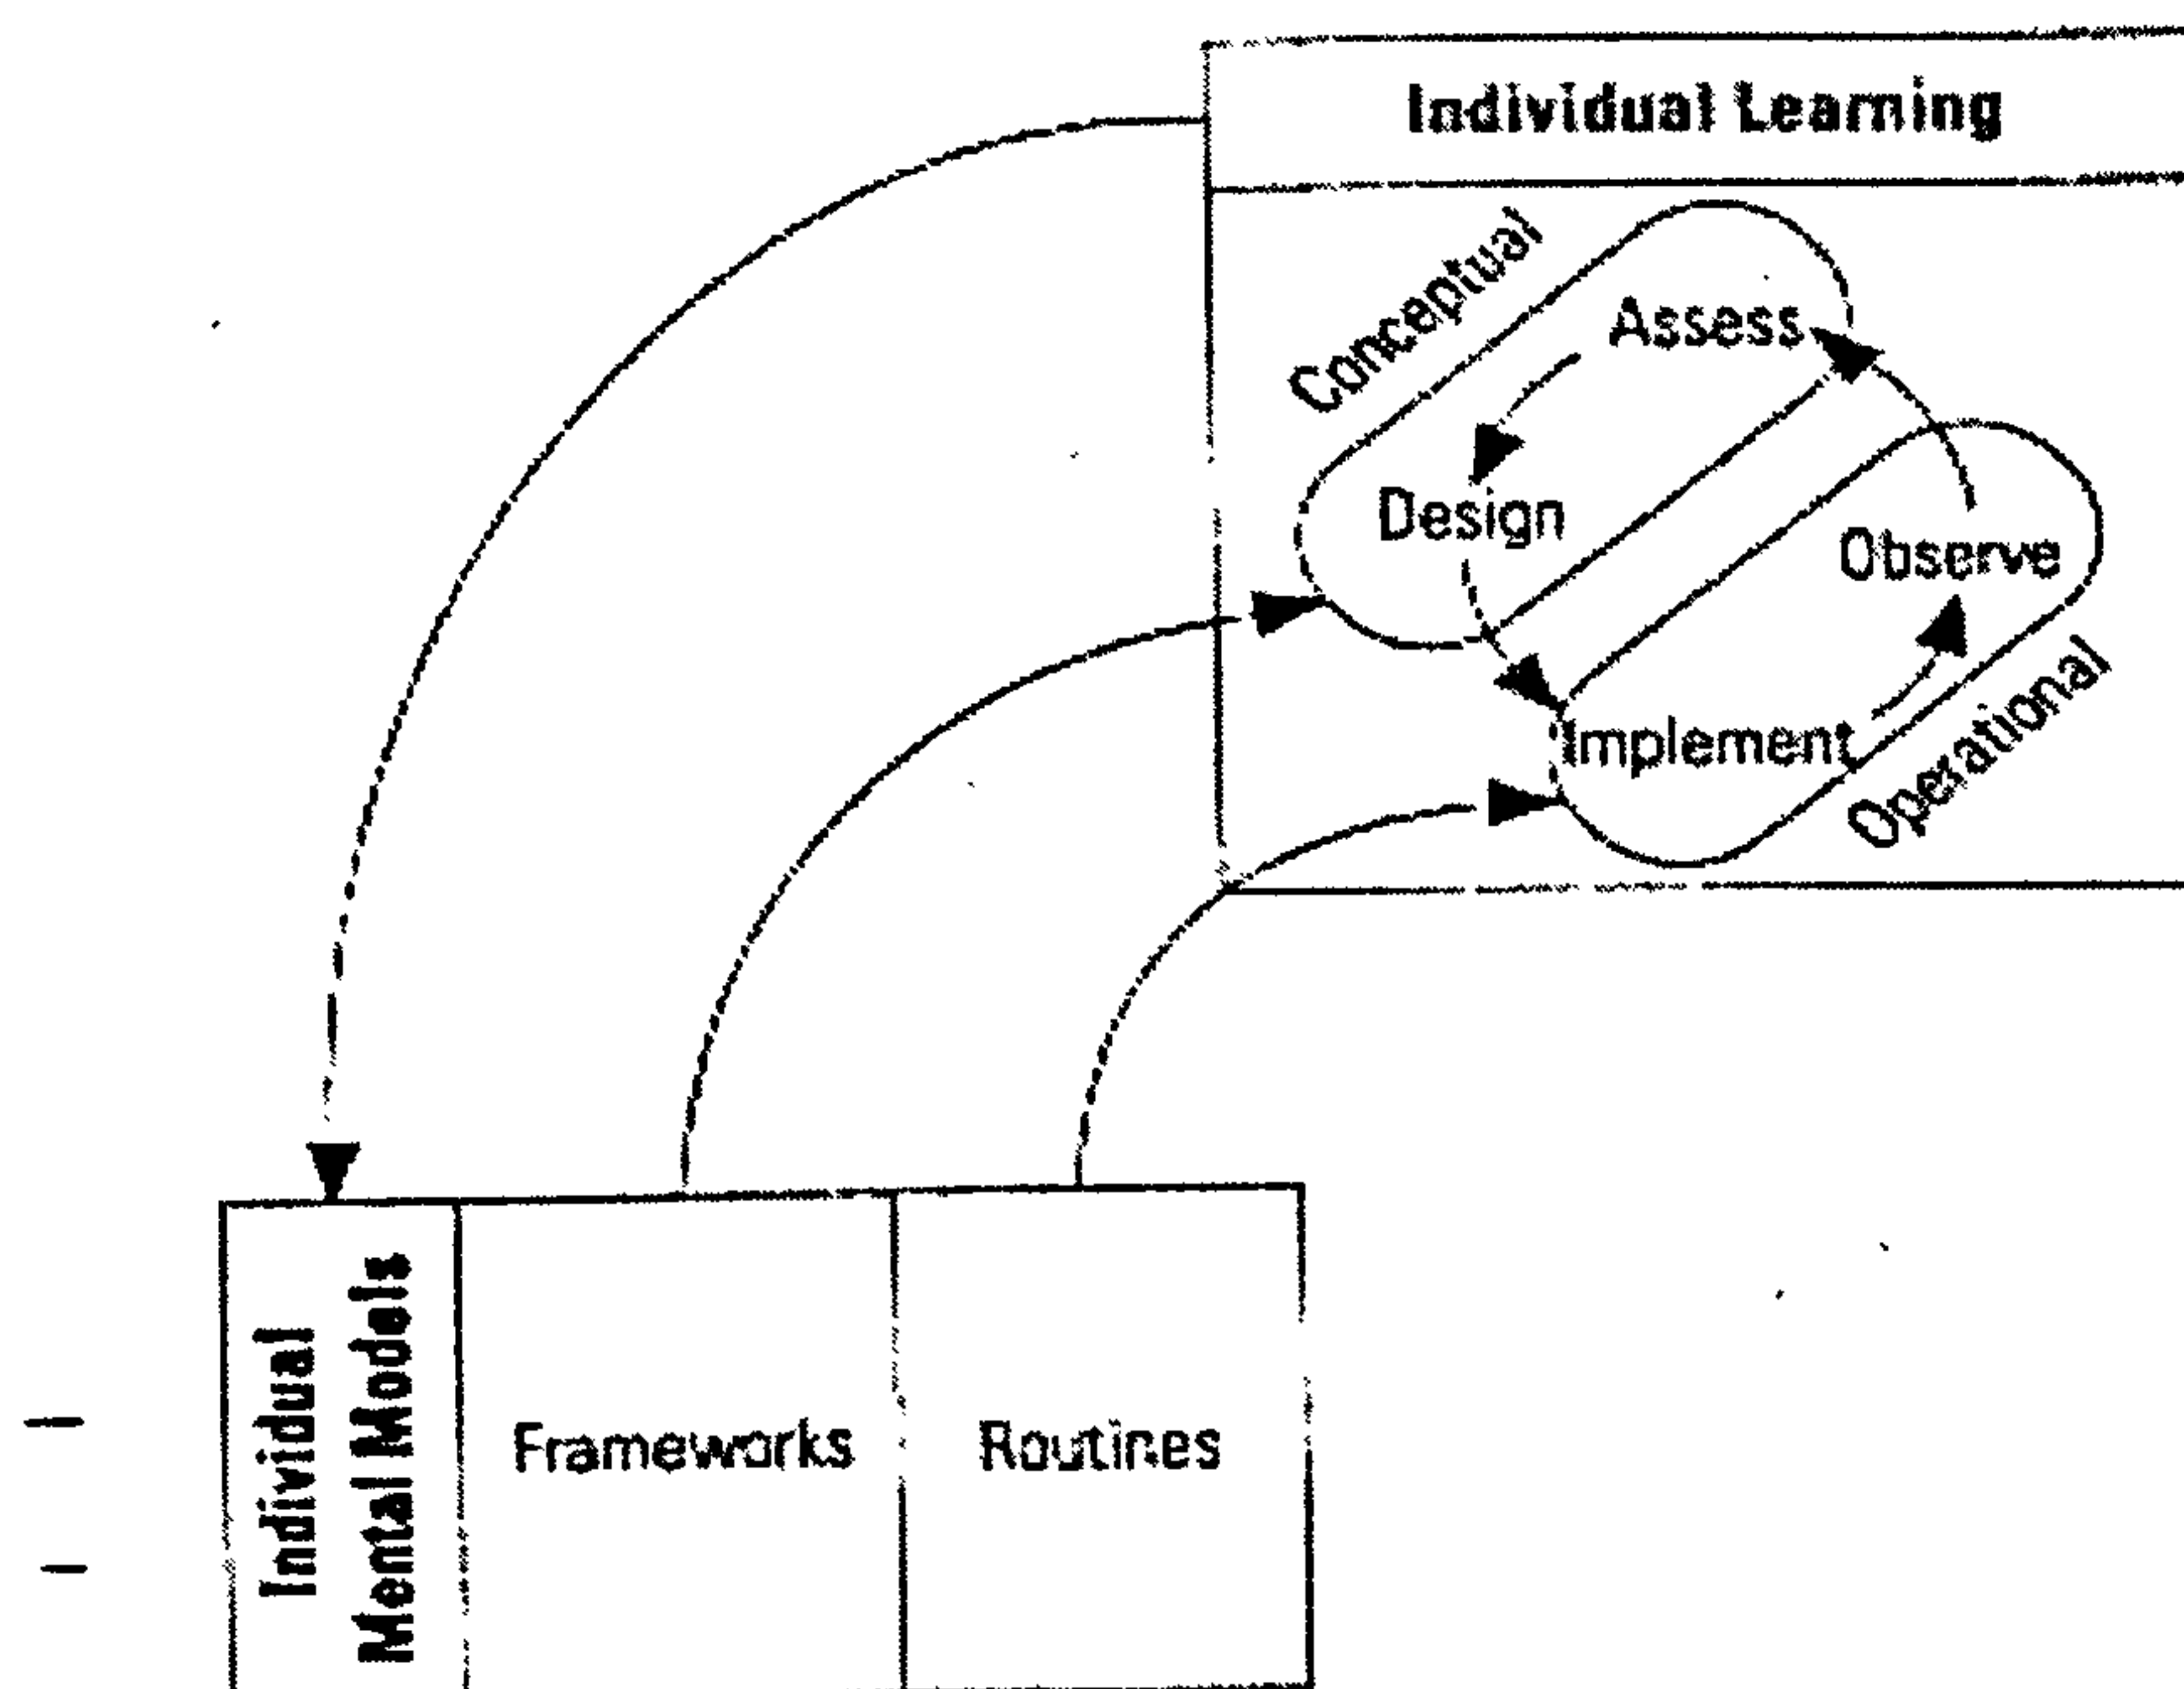 Individual Learning
Conceptual
Assess
Design
Observe
Implement
Operational
Individual
Mental Models
Frameworks
Routines